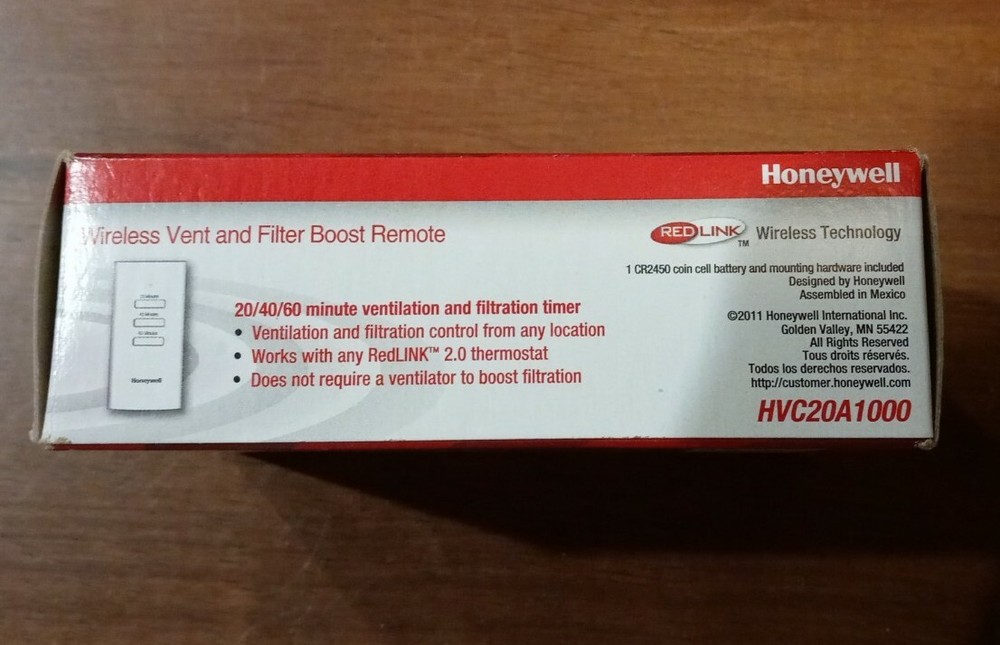 Honeywell
Wireless Vent and Filter Boost Remote
REDLINK™ Wireless Technology
1 CR2450 coin cell battery and mounting hardware included
Designed by Honeywell
Assembled in Mexico
20/40/60 minute ventilation and filtration timer
• Ventilation and filtration control from any location
• Works with any RedLINK™ 2.0 thermostat
• Does not require a ventilator to boost filtration
©2011 Honeywell International Inc.
Golden Valley, MN 55422
All Rights Reserved
Tous droits réservés.
Todos los derechos reservados.
http://customer.honeywell.com
HVC20A1000
Honeywell